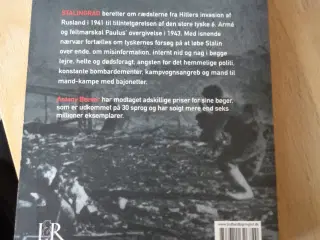 STALINGRAD beretter om rædslerne fra Hitlers invasion af
Rusland i 1941 til tilintetgørelsen af den store tyske 6. Armé
og feltmarskal Paulus' overgivelse i 1943. Med isnende
nærvær fortælles om tyskernes forsøg på at løbe Stalin
over ende, om misinformation, intenst nid og nag i begge
lejre, helte og dødsforagt, angsten for det hemmelige politi,
konstante bombardementer, kampvognsangreb og mand til
mand-kampe med bajonetter.
Antony Beevor har modtaget adskillige priser for sine bøger,
som er udkommet på 30 sprog og har solgt mere end seks
millioner eksemplarer.
L&R